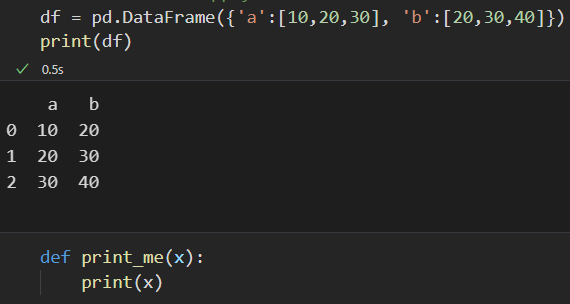 df = pd.DataFrame({'a':[10,20,30], 'b':[20,30,40]})
print(df)
✓ 0.5s
a b
0 10 20
1 20 30
2 30 40
def print_me(x):
print(x)